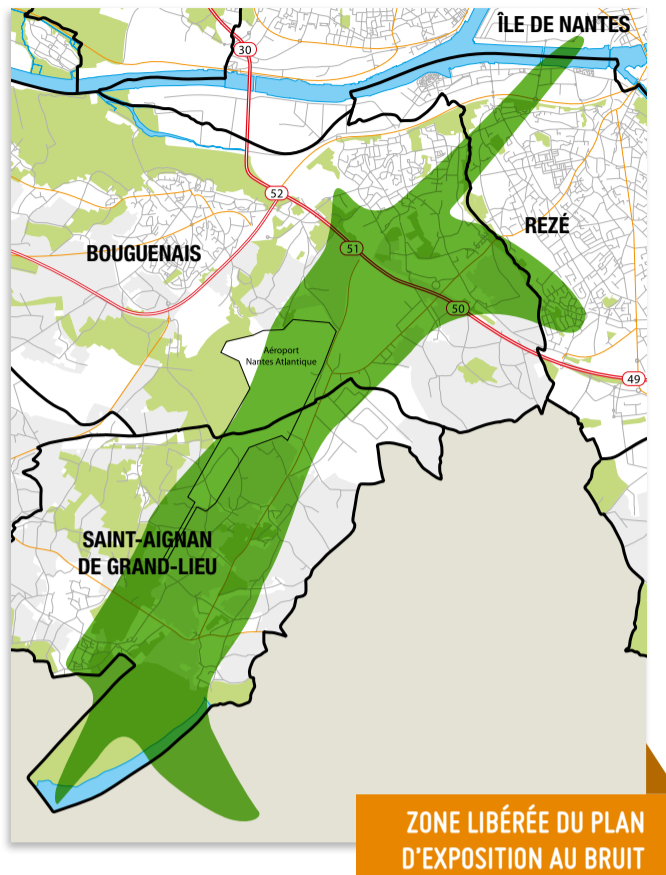 ÎLE DE NANTES
30
52
REZÉ
51
BOUGUENAIS
50
Aéroport
Nantes Atlantique
49
SAINT-AIGNAN
DE GRAND-LIEU
ZONE LIBÉRÉE DU PLAN
D'EXPOSITION AU BRUIT